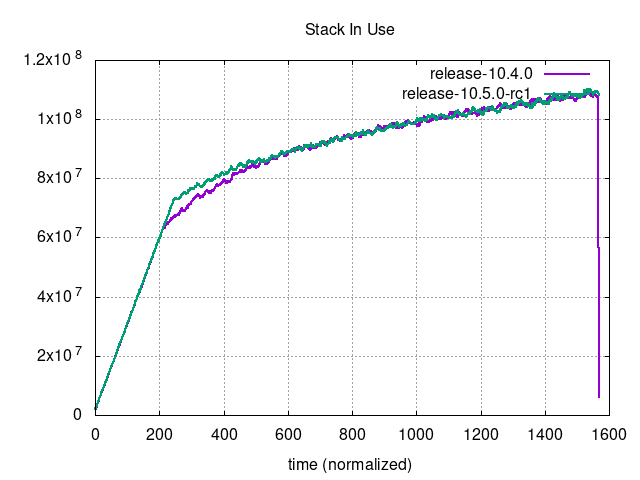 Stack In Use
release-10.4.0
release-10.5.0-rc1
1.2x10^8
1x10^8
8x10^7
6x10^7
4x10^7
2x10^7
0
0 200 400 600 800 1000 1200 1400 1600
time (normalized)